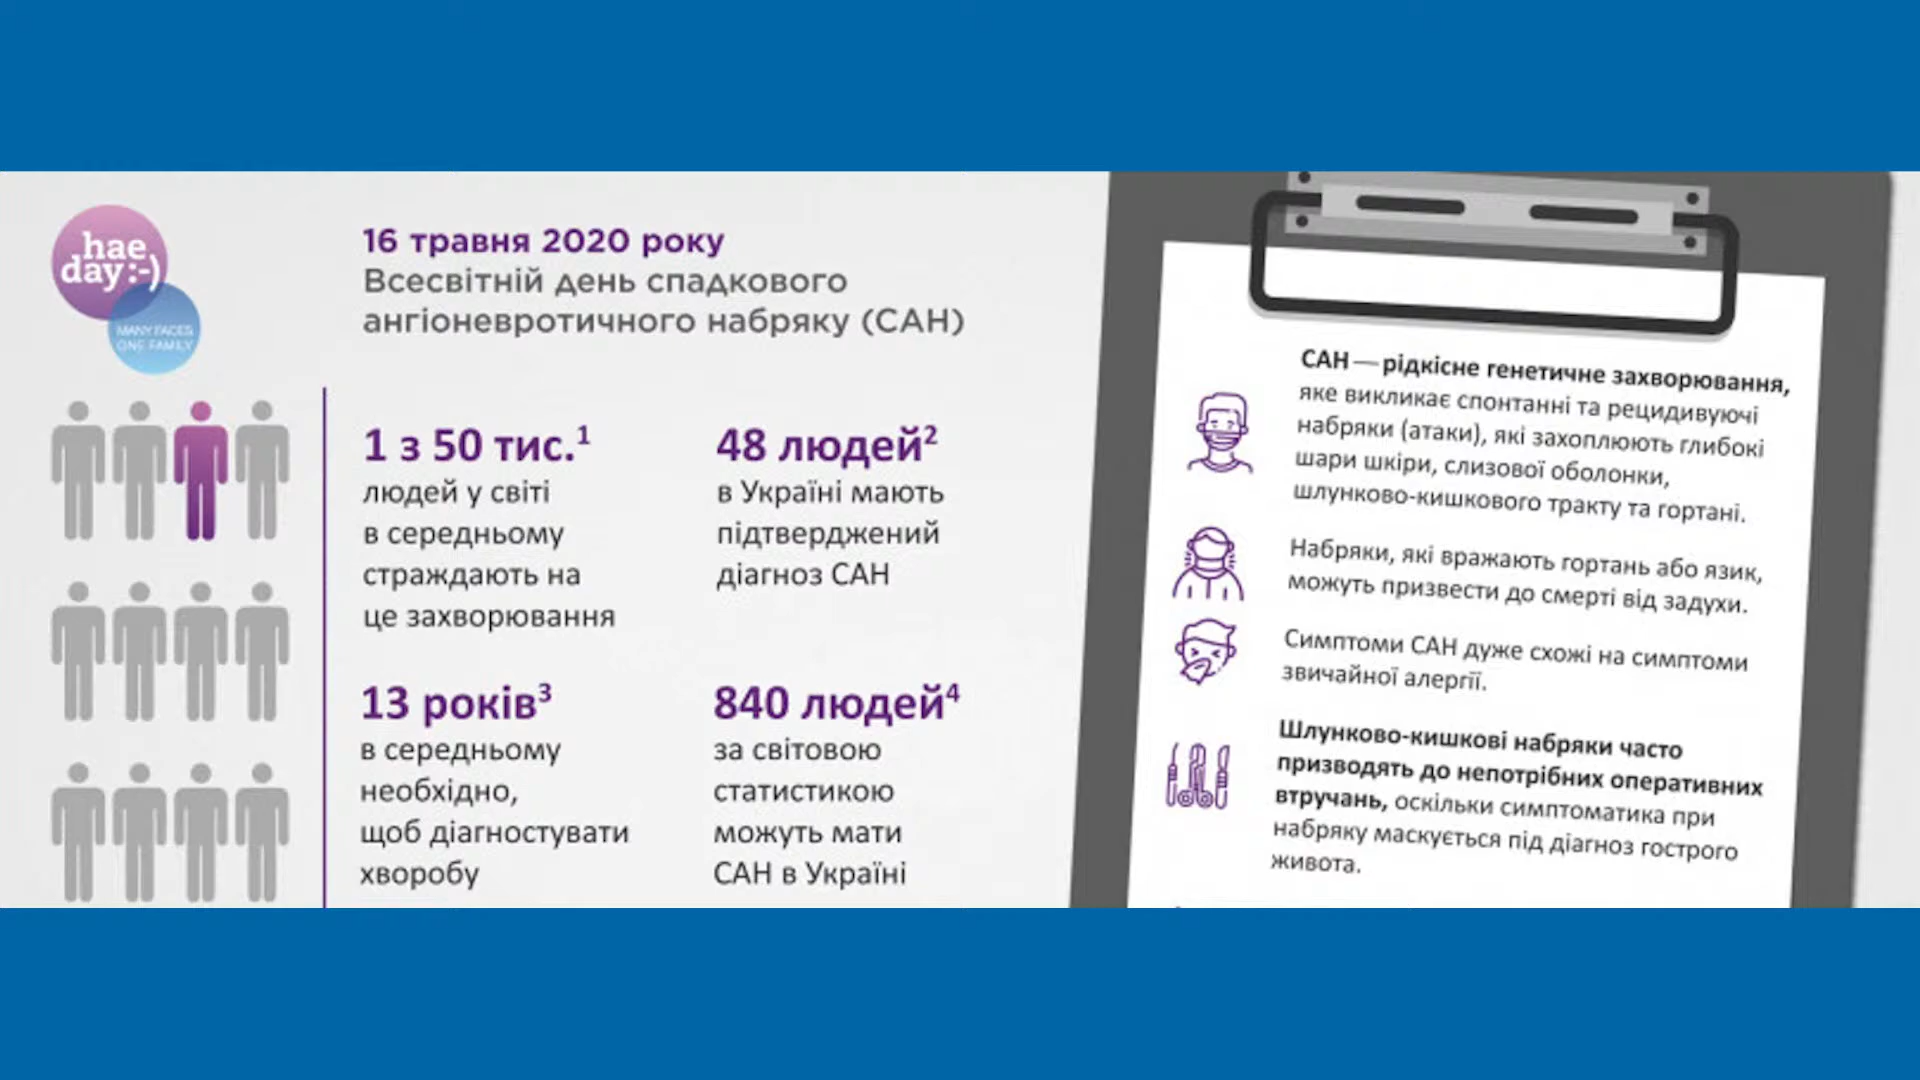 hae
day :-)
MANY FACES
ONE FAMILY
16 травня 2020 року
Всесвітній день спадкового
ангіоневротичного набряку (САН)
1 з 50 тис.¹
людей у світі
в середньому
страждають на
це захворювання
48 людей²
в Україні мають
підтверджений
діагноз САН
13 років³
в середньому
необхідно,
щоб діагностувати
хворобу
840 людей⁴
за світовою
статистикою
можуть мати
САН в Україні
САН — рідкісне генетичне захворювання,
яке викликає спонтанні та рецидивуючі
набряки (атаки), які захоплюють глибокі
шари шкіри, слизової оболонки,
шлунково-кишкового тракту та гортані.
Набряки, які вражають гортань або язик,
можуть призвести до смерті від задухи.
Симптоми САН дуже схожі на симптоми
звичайної алергії.
Шлунково-кишкові набряки часто
призводять до непотрібних оперативних
втручань, оскільки симптоматика при
набряку маскується під діагноз гострого
живота.